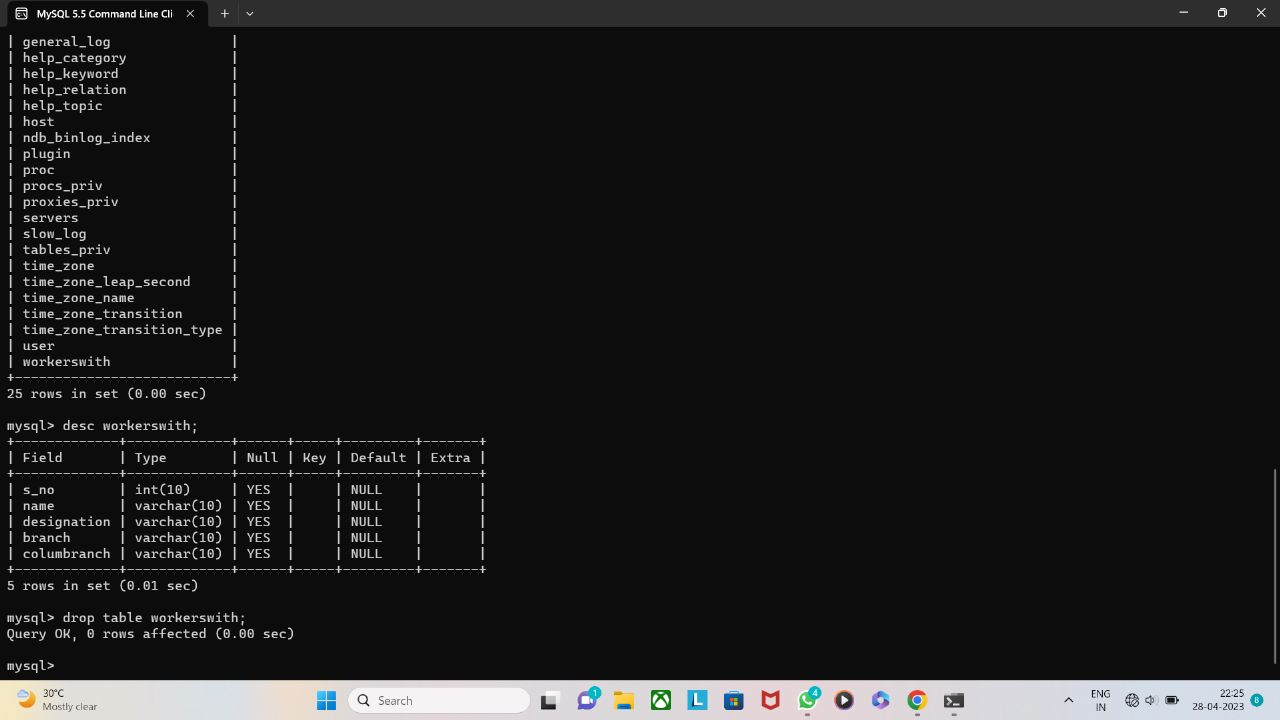 MySQL 5.5 Command Line Cli
| general_log                |
| help_category              |
| help_keyword               |
| help_relation              |
| help_topic                 |
| host                       |
| ndb_binlog_index           |
| plugin                     |
| proc                       |
| procs_priv                 |
| proxies_priv               |
| servers                    |
| slow_log                   |
| tables_priv                |
| time_zone                  |
| time_zone_leap_second      |
| time_zone_name             |
| time_zone_transition       |
| time_zone_transition_type |
| user                       |
| workerswith                |
+---------------------------+
25 rows in set (0.00 sec)
mysql> desc workerswith;
+-------------+-------------+------+-----+---------+-------+
| Field       | Type        | Null | Key | Default | Extra |
+-------------+-------------+------+-----+---------+-------+
| s_no        | int(10)     | YES  |     | NULL    |       |
| name        | varchar(10) | YES  |     | NULL    |       |
| designation | varchar(10) | YES  |     | NULL    |       |
| branch      | varchar(10) | YES  |     | NULL    |       |
| columbranch | varchar(10) | YES  |     | NULL    |       |
+-------------+-------------+------+-----+---------+-------+
5 rows in set (0.01 sec)
mysql> drop table workerswith;
Query OK, 0 rows affected (0.00 sec)
mysql>
30°C
Mostly clear
Search
1
L
4
ENG
IN
22:25
28-04-2023
8